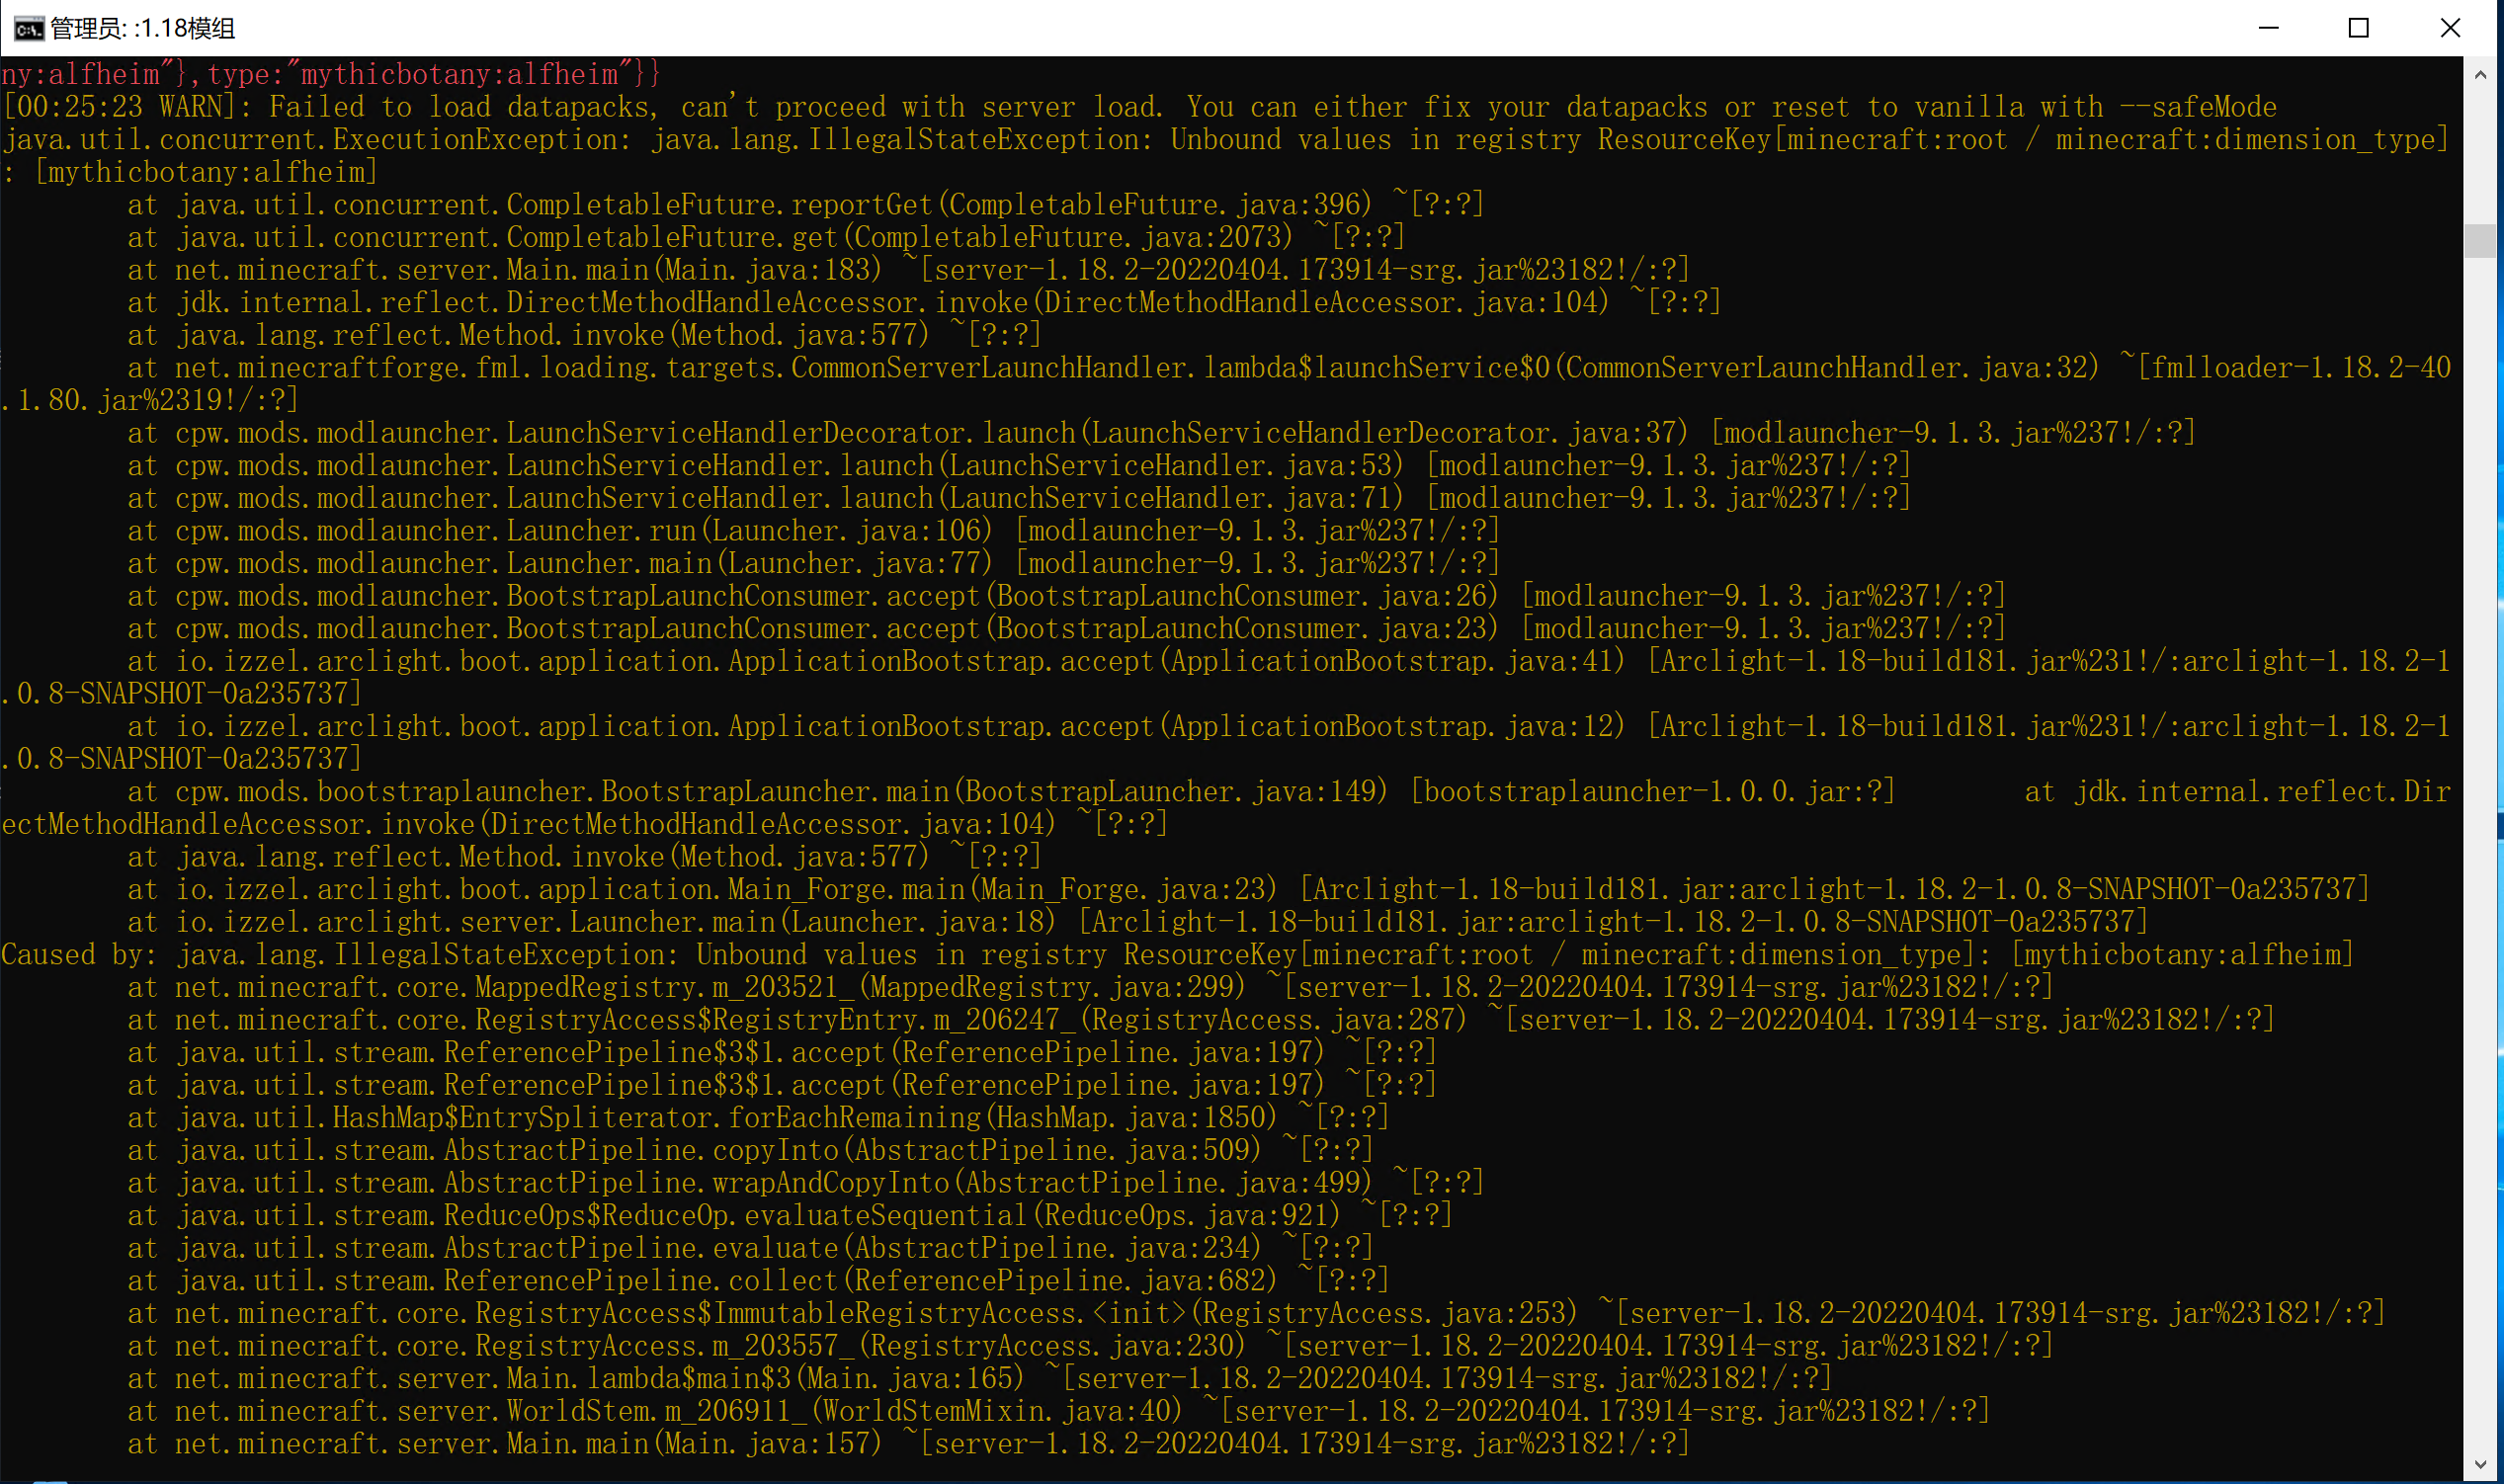 管理员: :1.18模组
ny:alfheim"},type:"mythicbotany:alfheim"}}
[00:25:23 WARN]: Failed to load datapacks, can't proceed with server load. You can either fix your datapacks or reset to vanilla with --safeMode
java.util.concurrent.ExecutionException: java.lang.IllegalStateException: Unbound values in registry ResourceKey[minecraft:root / minecraft:dimension_type]
: [mythicbotany:alfheim]
at java.util.concurrent.CompletableFuture.reportGet(CompletableFuture.java:396) ~[?:?]
at java.util.concurrent.CompletableFuture.get(CompletableFuture.java:2073) ~[?:?]
at net.minecraft.server.Main.main(Main.java:183) ~[server-1.18.2-20220404.173914-srg.jar%23182!/:?]
at jdk.internal.reflect.DirectMethodHandleAccessor.invoke(DirectMethodHandleAccessor.java:104) ~[?:?]
at java.lang.reflect.Method.invoke(Method.java:577) ~[?:?]
at net.minecraftforge.fml.loading.targets.CommonServerLaunchHandler.lambda$launchService$0(CommonServerLaunchHandler.java:32) ~[fmlloader-1.18.2-40
.1.80.jar%2319!/:?]
at cpw.mods.modlauncher.LaunchServiceHandlerDecorator.launch(LaunchServiceHandlerDecorator.java:37) [modlauncher-9.1.3.jar%237!/:?]
at cpw.mods.modlauncher.LaunchServiceHandler.launch(LaunchServiceHandler.java:53) [modlauncher-9.1.3.jar%237!/:?]
at cpw.mods.modlauncher.LaunchServiceHandler.launch(LaunchServiceHandler.java:71) [modlauncher-9.1.3.jar%237!/:?]
at cpw.mods.modlauncher.Launcher.run(Launcher.java:106) [modlauncher-9.1.3.jar%237!/:?]
at cpw.mods.modlauncher.Launcher.main(Launcher.java:77) [modlauncher-9.1.3.jar%237!/:?]
at cpw.mods.modlauncher.BootstrapLaunchConsumer.accept(BootstrapLaunchConsumer.java:26) [modlauncher-9.1.3.jar%237!/:?]
at cpw.mods.modlauncher.BootstrapLaunchConsumer.accept(BootstrapLaunchConsumer.java:23) [modlauncher-9.1.3.jar%237!/:?]
at io.izzel.arclight.boot.application.ApplicationBootstrap.accept(ApplicationBootstrap.java:41) [Arclight-1.18-build181.jar%231!/:arclight-1.18.2-1
.0.8-SNAPSHOT-0a235737]
at io.izzel.arclight.boot.application.ApplicationBootstrap.accept(ApplicationBootstrap.java:12) [Arclight-1.18-build181.jar%231!/:arclight-1.18.2-1
.0.8-SNAPSHOT-0a235737]
at cpw.mods.bootstraplauncher.BootstrapLauncher.main(BootstrapLauncher.java:149) [bootstraplauncher-1.0.0.jar:?]        at jdk.internal.reflect.Dir
ectMethodHandleAccessor.invoke(DirectMethodHandleAccessor.java:104) ~[?:?]
at java.lang.reflect.Method.invoke(Method.java:577) ~[?:?]
at io.izzel.arclight.boot.application.Main_Forge.main(Main_Forge.java:23) [Arclight-1.18-build181.jar:arclight-1.18.2-1.0.8-SNAPSHOT-0a235737]
at io.izzel.arclight.server.Launcher.main(Launcher.java:18) [Arclight-1.18-build181.jar:arclight-1.18.2-1.0.8-SNAPSHOT-0a235737]
Caused by: java.lang.IllegalStateException: Unbound values in registry ResourceKey[minecraft:root / minecraft:dimension_type]: [mythicbotany:alfheim]
at net.minecraft.core.MappedRegistry.m_203521_(MappedRegistry.java:299) ~[server-1.18.2-20220404.173914-srg.jar%23182!/:?]
at net.minecraft.core.RegistryAccess$RegistryEntry.m_206247_(RegistryAccess.java:287) ~[server-1.18.2-20220404.173914-srg.jar%23182!/:?]
at java.util.stream.ReferencePipeline$3$1.accept(ReferencePipeline.java:197) ~[?:?]
at java.util.stream.ReferencePipeline$3$1.accept(ReferencePipeline.java:197) ~[?:?]
at java.util.HashMap$EntrySpliterator.forEachRemaining(HashMap.java:1850) ~[?:?]
at java.util.stream.AbstractPipeline.copyInto(AbstractPipeline.java:509) ~[?:?]
at java.util.stream.AbstractPipeline.wrapAndCopyInto(AbstractPipeline.java:499) ~[?:?]
at java.util.stream.ReduceOps$ReduceOp.evaluateSequential(ReduceOps.java:921) ~[?:?]
at java.util.stream.AbstractPipeline.evaluate(AbstractPipeline.java:234) ~[?:?]
at java.util.stream.ReferencePipeline.collect(ReferencePipeline.java:682) ~[?:?]
at net.minecraft.core.RegistryAccess$ImmutableRegistryAccess.<init>(RegistryAccess.java:253) ~[server-1.18.2-20220404.173914-srg.jar%23182!/:?]
at net.minecraft.core.RegistryAccess.m_203557_(RegistryAccess.java:230) ~[server-1.18.2-20220404.173914-srg.jar%23182!/:?]
at net.minecraft.server.Main.lambda$main$3(Main.java:165) ~[server-1.18.2-20220404.173914-srg.jar%23182!/:?]
at net.minecraft.server.WorldStem.m_206911_(WorldStemMixin.java:40) ~[server-1.18.2-20220404.173914-srg.jar%23182!/:?]
at net.minecraft.server.Main.main(Main.java:157) ~[server-1.18.2-20220404.173914-srg.jar%23182!/:?]